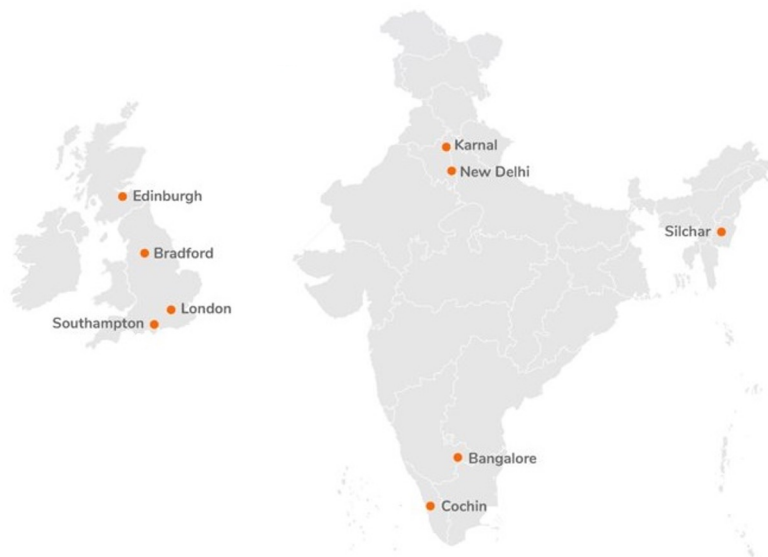 Karnal
New Delhi
Edinburgh
Silchar
Bradford
London
Southampton
Bangalore
Cochin